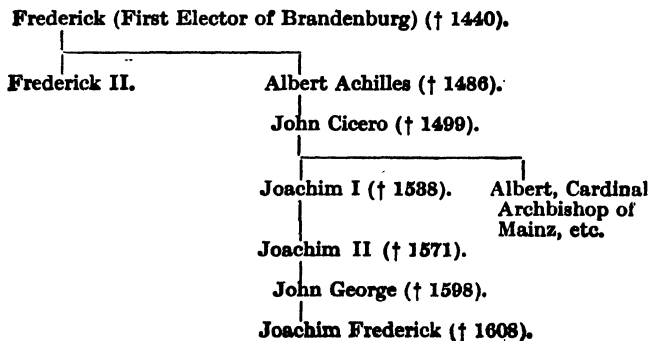 Frederick (First Elector of Brandenburg) († 1440).
Frederick II. Albert Achilles († 1486).
John Cicero († 1499).
Joachim I († 1538). Albert, Cardinal
Archbishop of
Mainz, etc.
Joachim II († 1571).
John George († 1598).
Joachim Frederick († 1608).